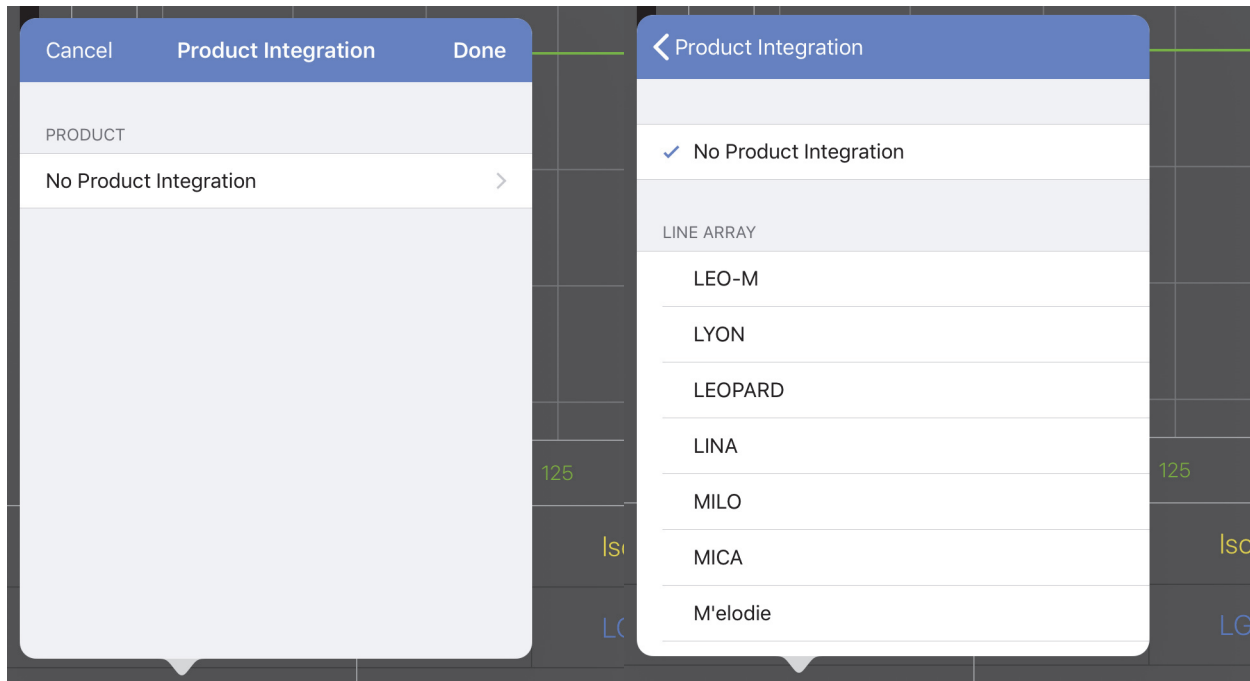 Cancel Product Integration Done
PRODUCT
No Product Integration
125
Product Integration
No Product Integration
LINE ARRAY
LEO-M
LYON
LEOPARD
LINA
MILO
MICA
M'elodie
125